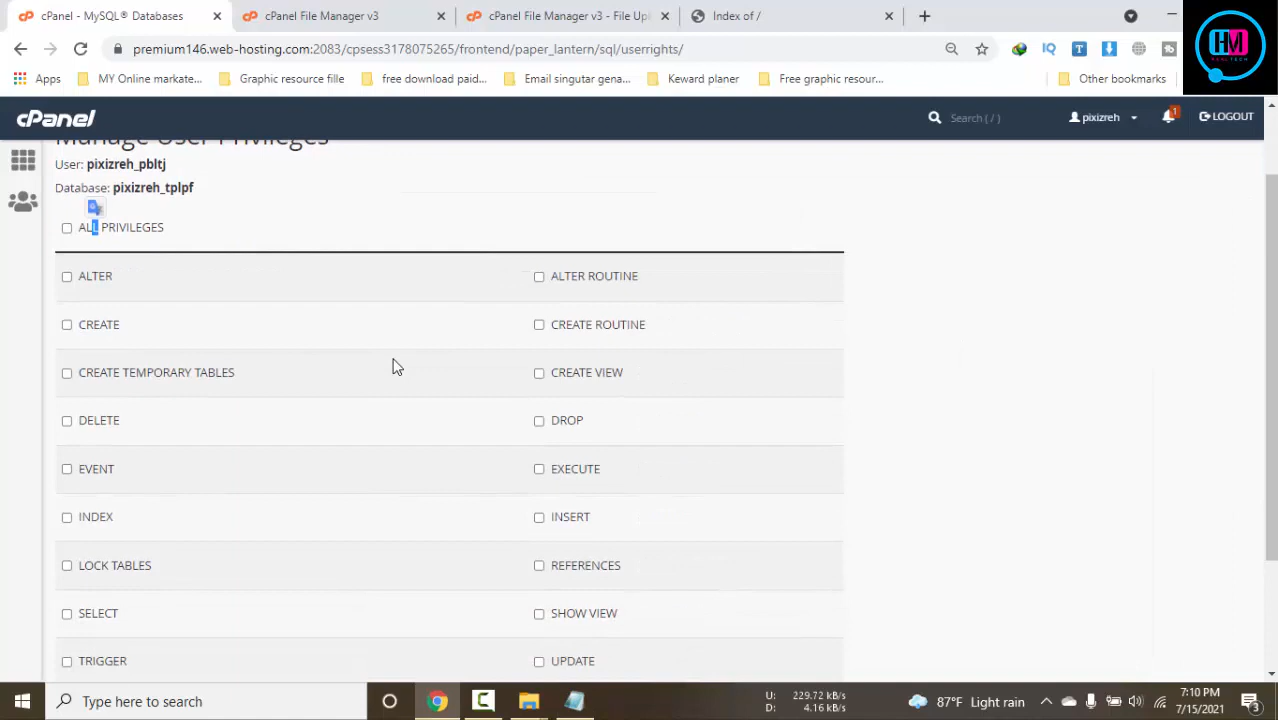 cPanel - MySQL® Databases
cPanel File Manager v3
cPanel File Manager v3 - File Upl
Index of /
premium146.web-hosting.com:2083/cpsess3178075265/frontend/paper_lantern/sql/userrights/
Apps
MY Online markate...
Graphic resource fille
free download paid...
Email singutar gena...
Keward planer
Free graphic resour...
Other bookmarks
HM
cPanel
Search ( / )
pixizreh
1
LOGOUT
Manage User Privileges
User: pixizreh_pbltj
Database: pixizreh_tplpf
ALL PRIVILEGES
ALTER
ALTER ROUTINE
CREATE
CREATE ROUTINE
CREATE TEMPORARY TABLES
CREATE VIEW
DELETE
DROP
EVENT
EXECUTE
INDEX
INSERT
LOCK TABLES
REFERENCES
SELECT
SHOW VIEW
TRIGGER
UPDATE
Type here to search
U: 229.72 kB/s
D: 4.16 kB/s
87°F Light rain
7:10 PM
7/15/2021
3